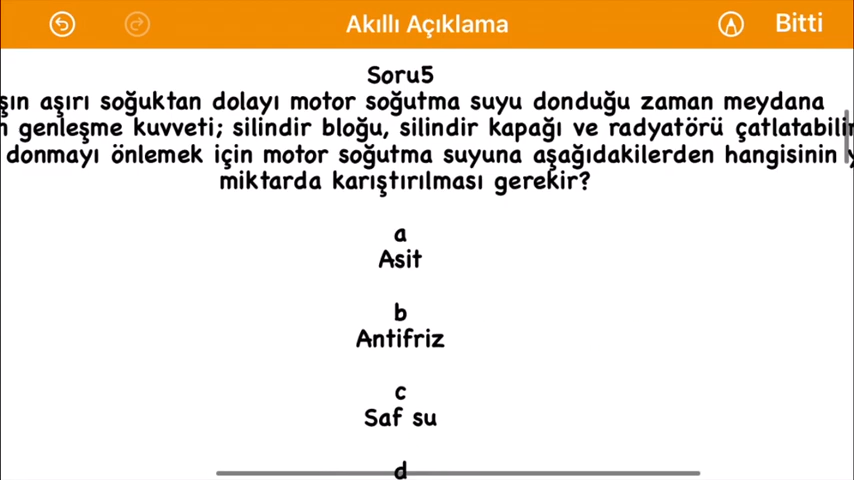 Akıllı Açıklama
Bitti
Soru5
şın aşırı soğuktan dolayı motor soğutma suyu donduğu zaman meydana
n genleşme kuvveti; silindir bloğu, silindir kapağı ve radyatörü çatlatabilir
donmayı önlemek için motor soğutma suyuna aşağıdakilerden hangisinin y
miktarda karıştırılması gerekir?
a
Asit
b
Antifriz
c
Saf su
d